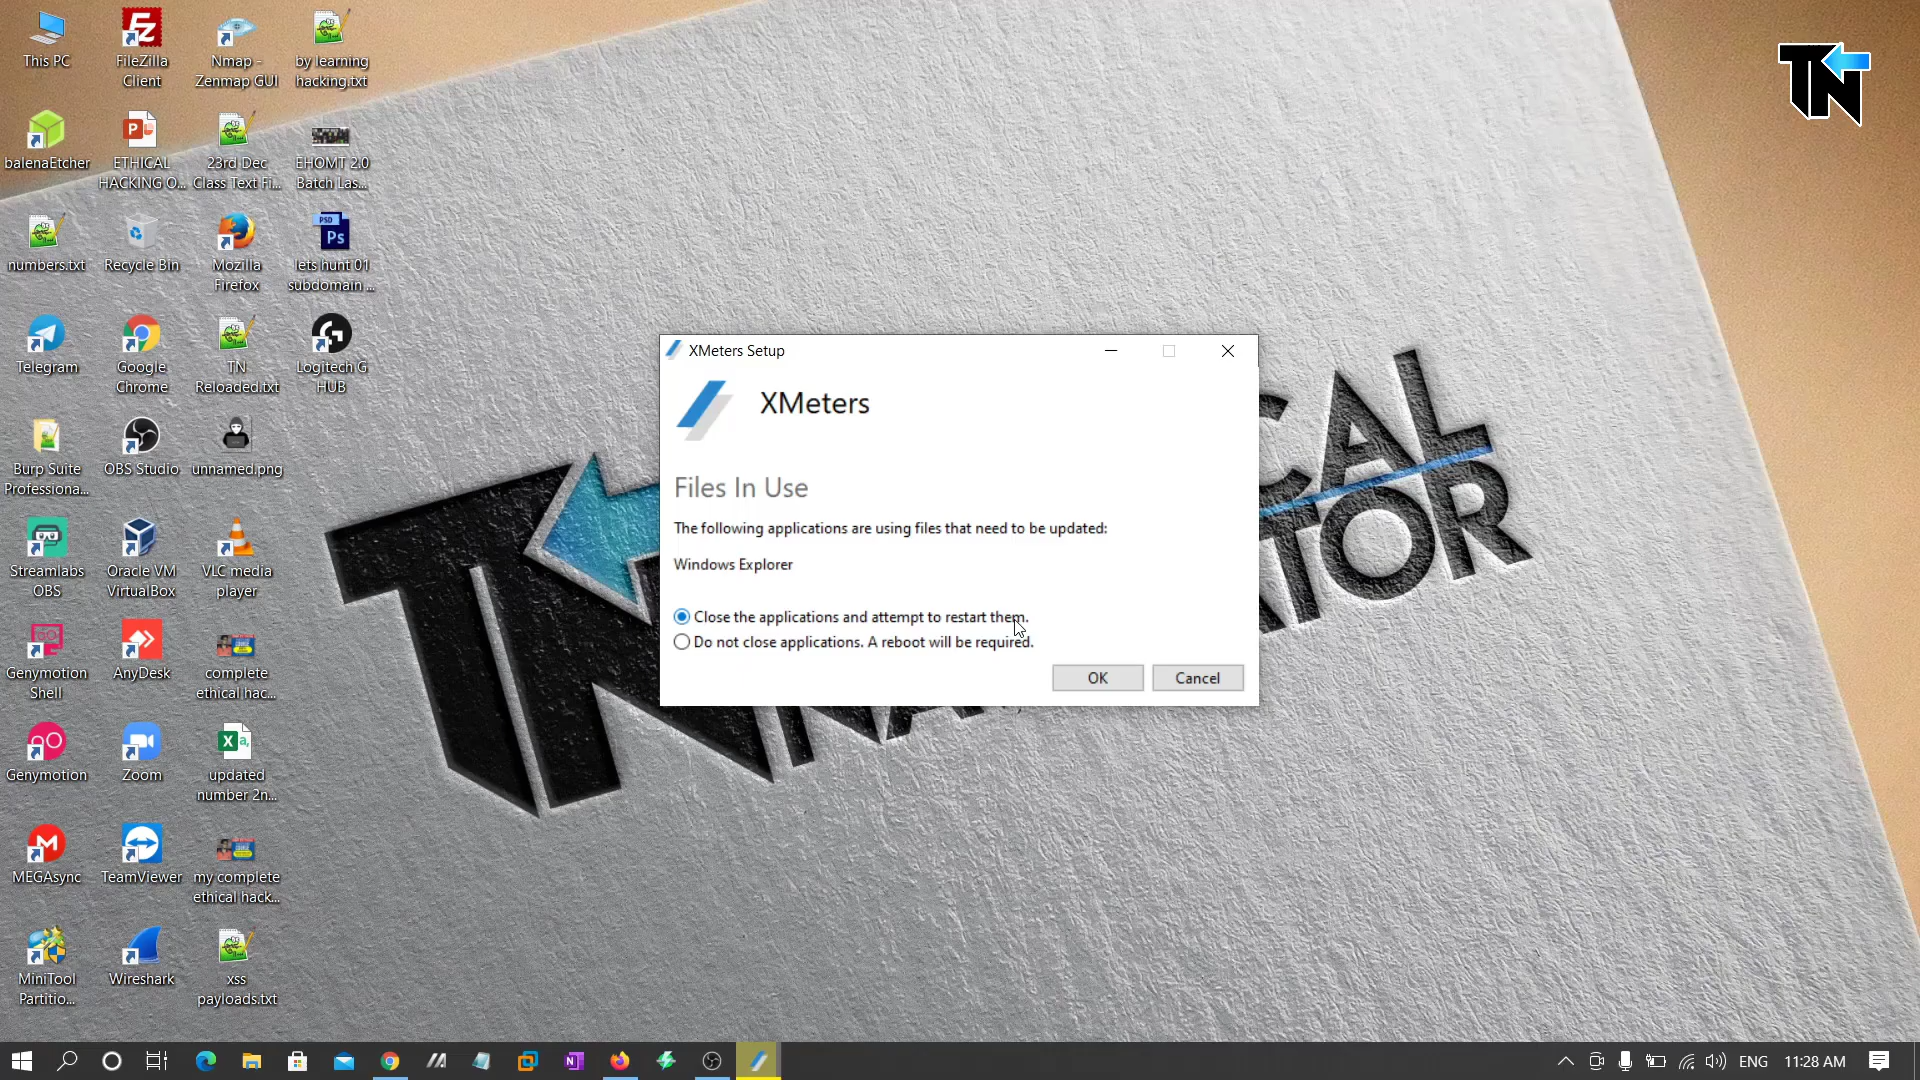 This PC
FileZilla
Client
Nmap -
Zenmap GUI
by learning
hacking.txt
TN
balenaEtcher
ETHICAL
HACKING O...
23rd Dec
Class Text Fi...
EHOMT 2.0
Batch Las...
numbers.txt
Recycle Bin
Mozilla
Firefox
PSD
Ps
lets hunt 01
subdomain ...
Telegram
Google
Chrome
TN
Reloaded.txt
Logitech G
HUB
Burp Suite
Professiona...
OBS Studio
unnamed.png
Streamlabs
OBS
Oracle VM
VirtualBox
VLC media
player
Genymotion
Shell
AnyDesk
complete
ethical hac...
Genymotion
Zoom
updated
number 2n...
MEGAsync
TeamViewer
my complete
ethical hack...
MiniTool
Partitio...
Wireshark
xss
payloads.txt
XMeters Setup
XMeters
Files In Use
The following applications are using files that need to be updated:
Windows Explorer
Close the applications and attempt to restart them.
Do not close applications. A reboot will be required.
OK
Cancel
CAL
TOR
ENG
11:28 AM